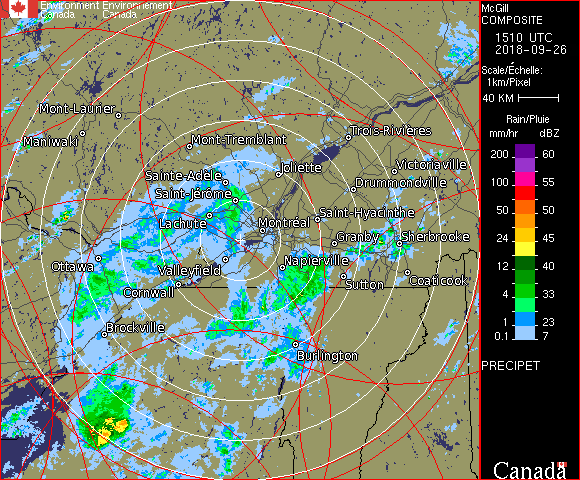 Environment Environnement
Canada Canada
McGill
COMPOSITE
1510 UTC
2018-09-26
Scale/Échelle:
1km/Pixel
40 KM
Rain/Pluie
mm/hr dBZ
200 60
100 55
50 50
24 45
12 40
4 33
1 23
0.1 7
PRECIPET
Canada
Mont-Laurier
Maniwaki
Mont-Tremblant
Trois-Rivières
Joliette
Victoriaville
Sainte-Adèle
Drummondville
Saint-Jérôme
Lachute
Saint-Hyacinthe
Montréal
Granby
Sherbrooke
Ottawa
Valleyfield
Napierville
Cornwall
Sutton
Coaticook
Brockville
Burlington